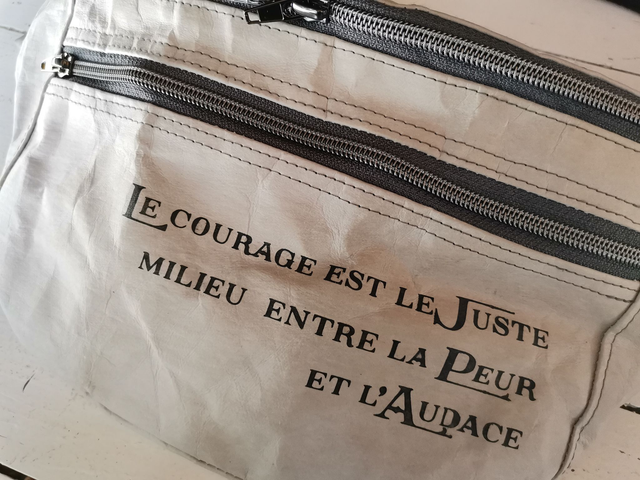 Le courage est le Juste
milieu entre la Peur
et l'Audace